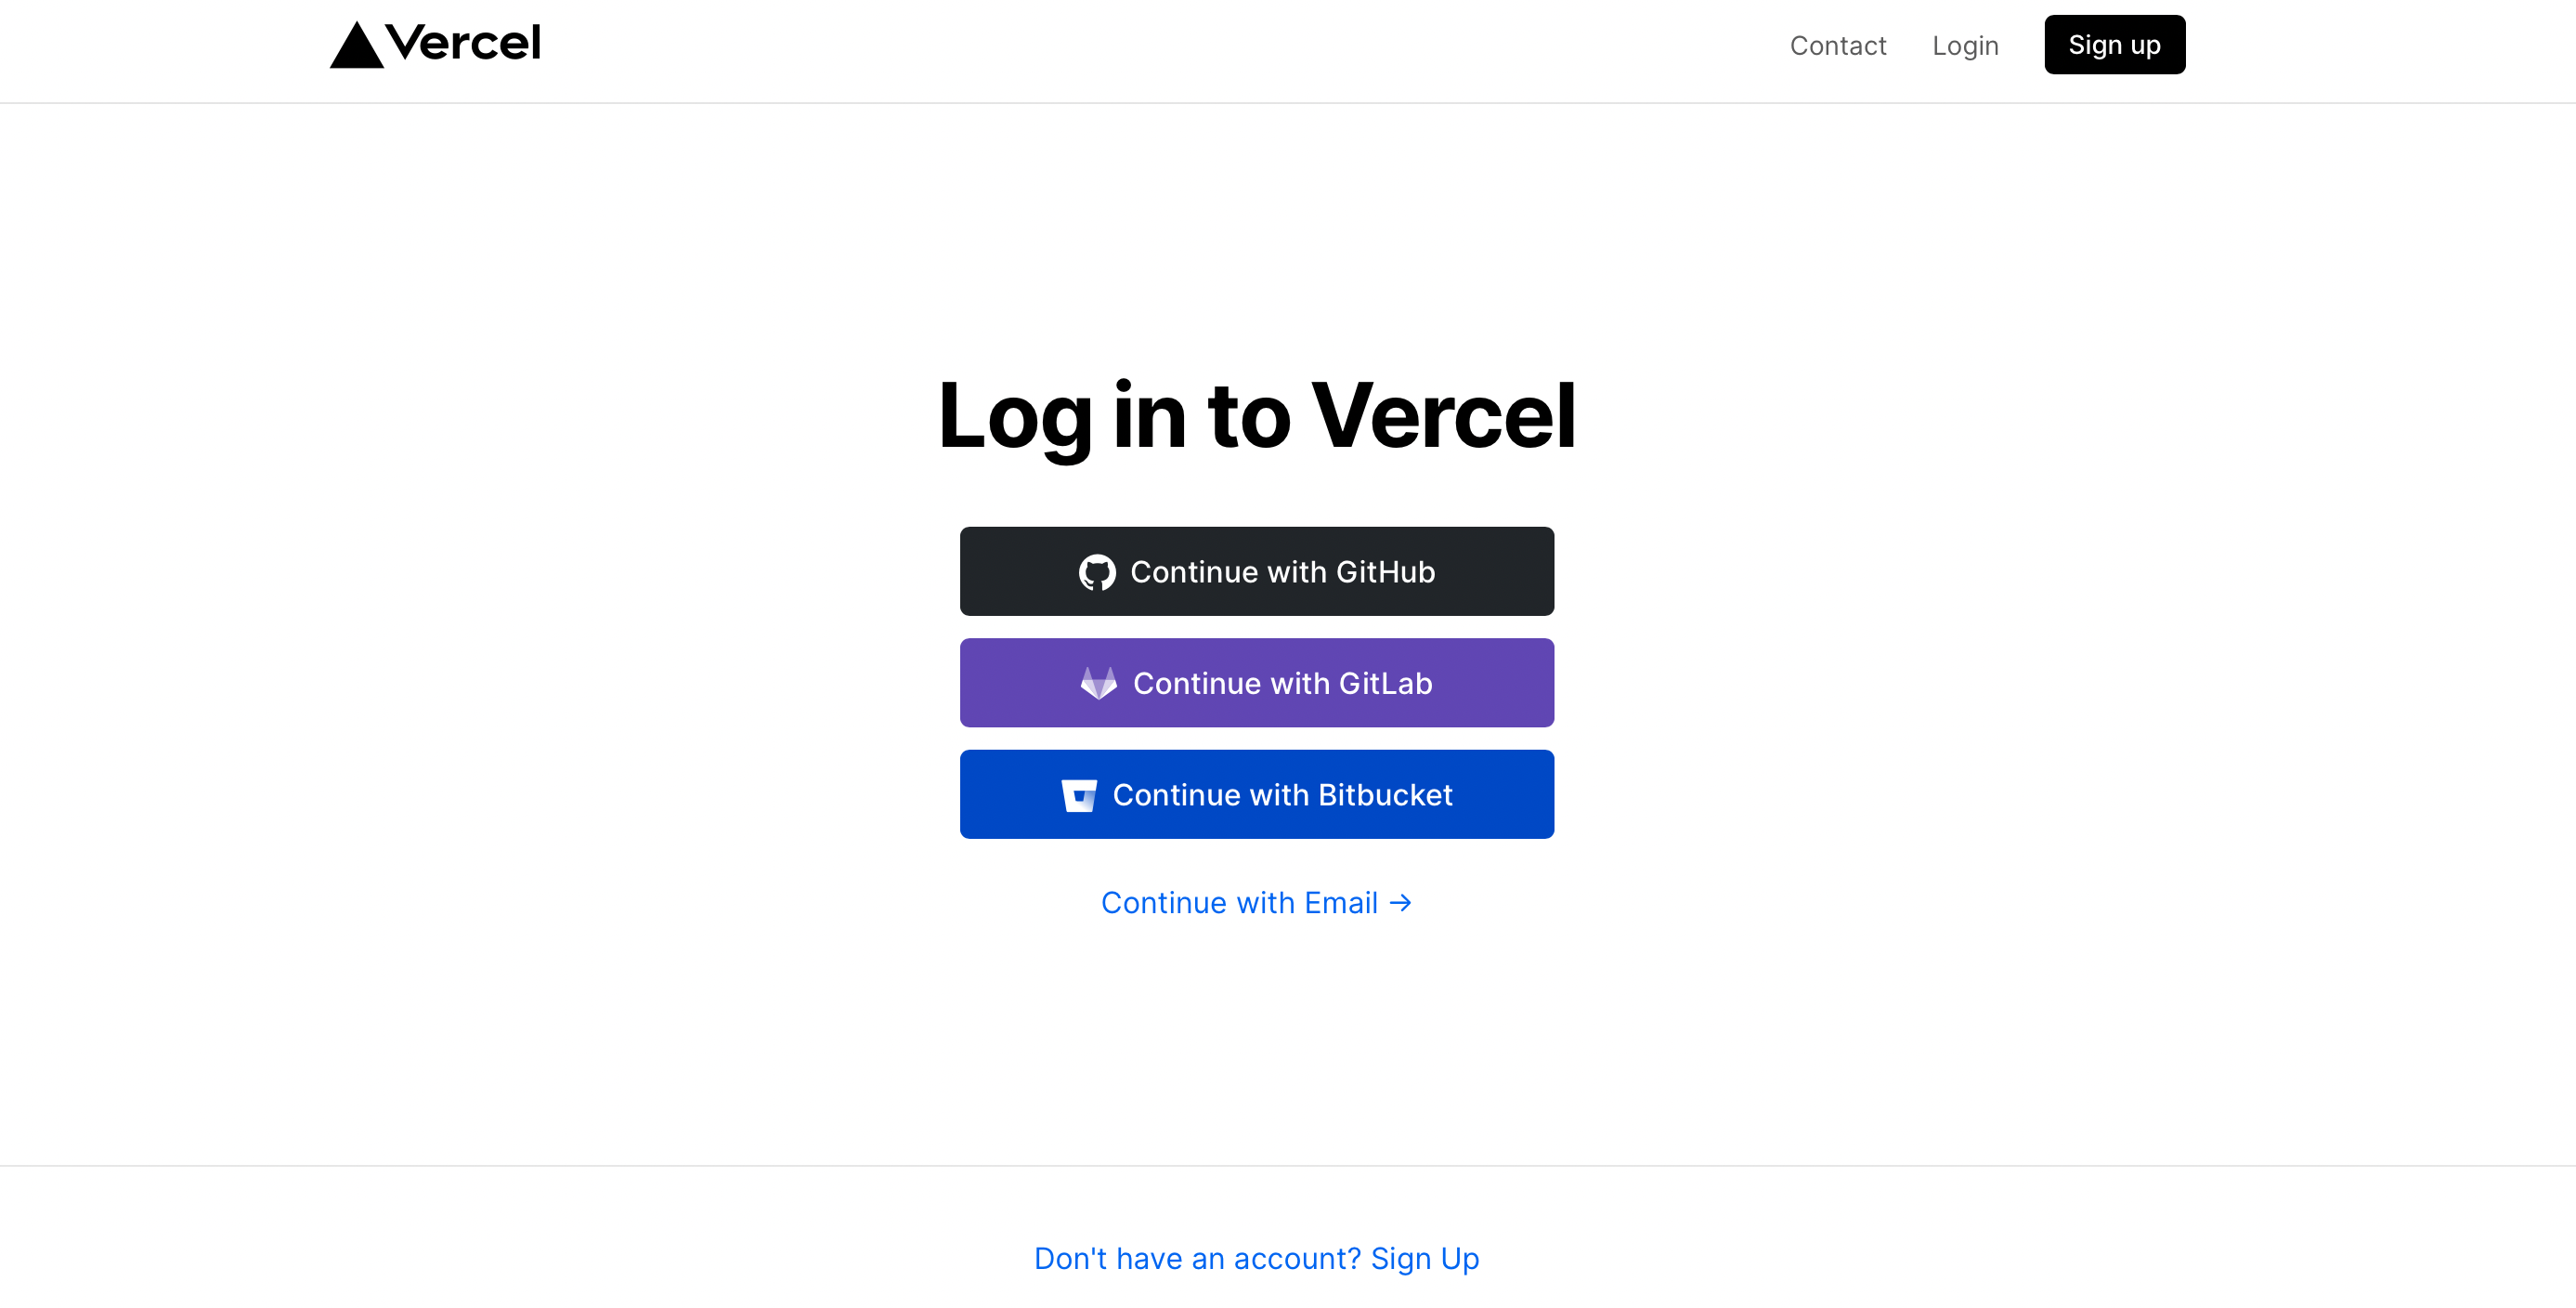 Vercel
Contact Login Sign up
Log in to Vercel
Continue with GitHub
Continue with GitLab
Continue with Bitbucket
Continue with Email →
Don't have an account? Sign Up